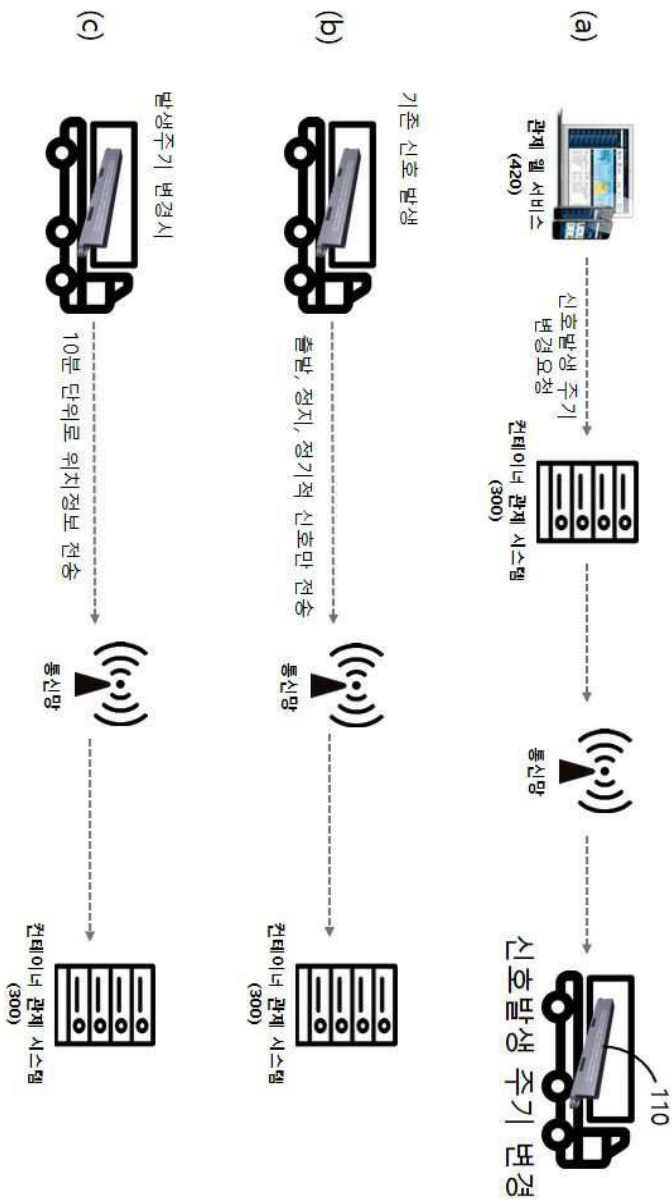 (a)
관제 웹 서비스
(420)
신호발생 주기
변경요청
컨테이너 관제 시스템
(300)
통신망
110
신호발생 주기 변경
(b)
기존 신호 발생
출발, 정지, 정기적 신호만 전송
통신망
컨테이너 관제 시스템
(300)
(c)
발생주기 변경시
10분 단위로 위치정보 전송
통신망
컨테이너 관제 시스템
(300)